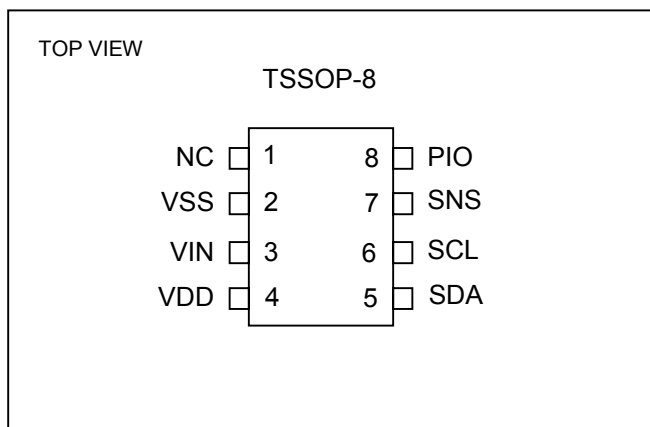 TOP VIEW
TSSOP-8
NC 1 8 PIO
VSS 2 7 SNS
VIN 3 6 SCL
VDD 4 5 SDA